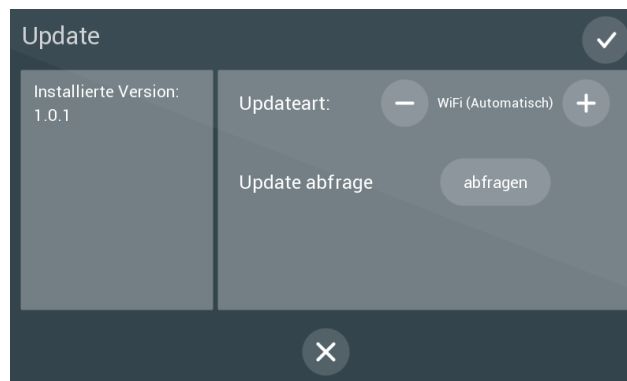 Update
Installierte Version:
1.0.1
Updateart:
WiFi (Automatisch)
Update abfrage
abfragen